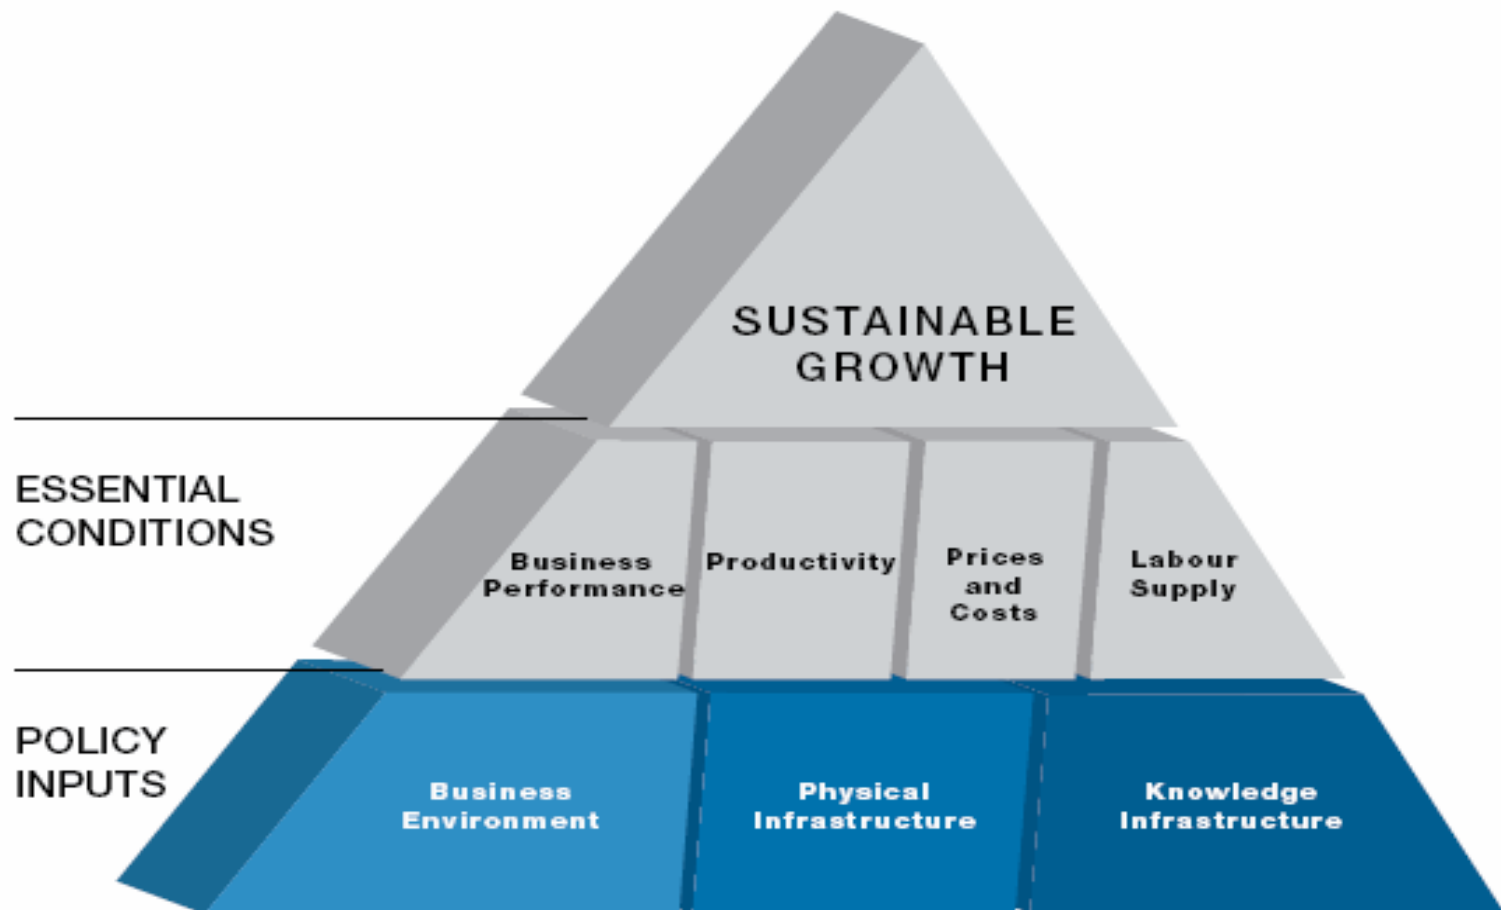 SUSTAINABLE
GROWTH
ESSENTIAL
CONDITIONS
Business
Performance
Productivity
Prices
and
Costs
Labour
Supply
POLICY
INPUTS
Business
Environment
Physical
Infrastructure
Knowledge
Infrastructure